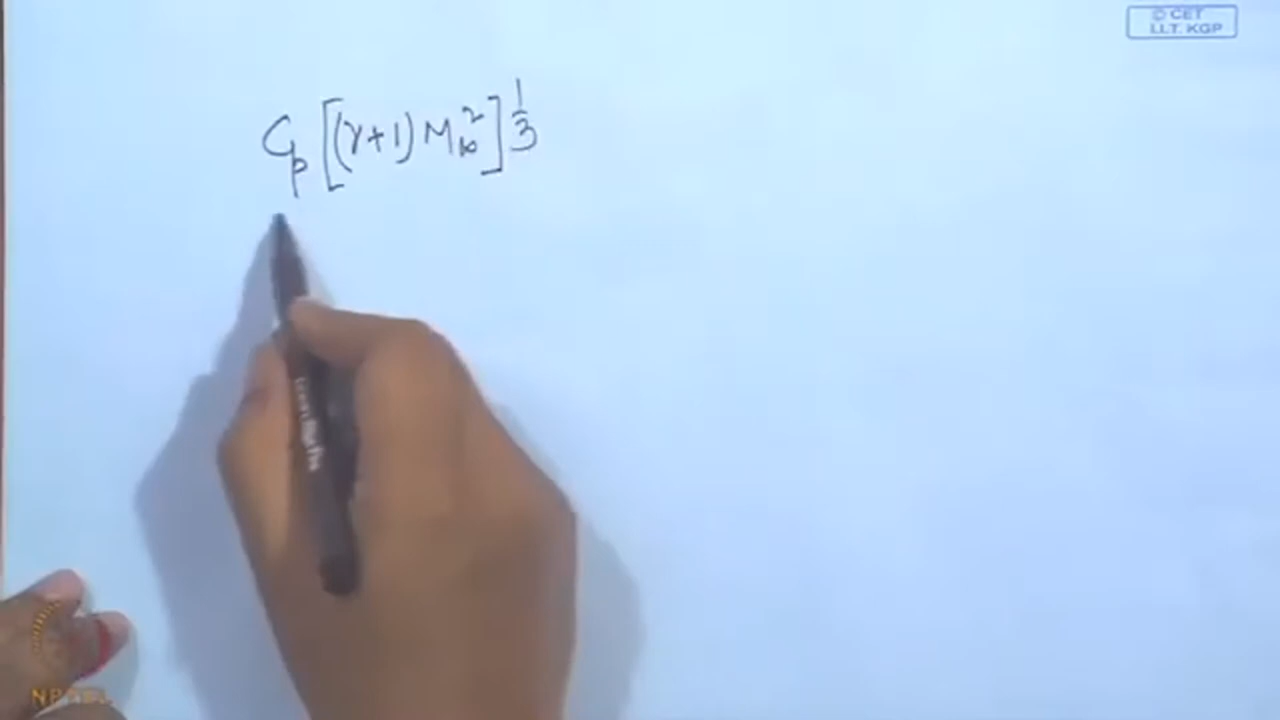 © CET
I.I.T. KGP
Cp [(γ+1) M∞²]^1/3